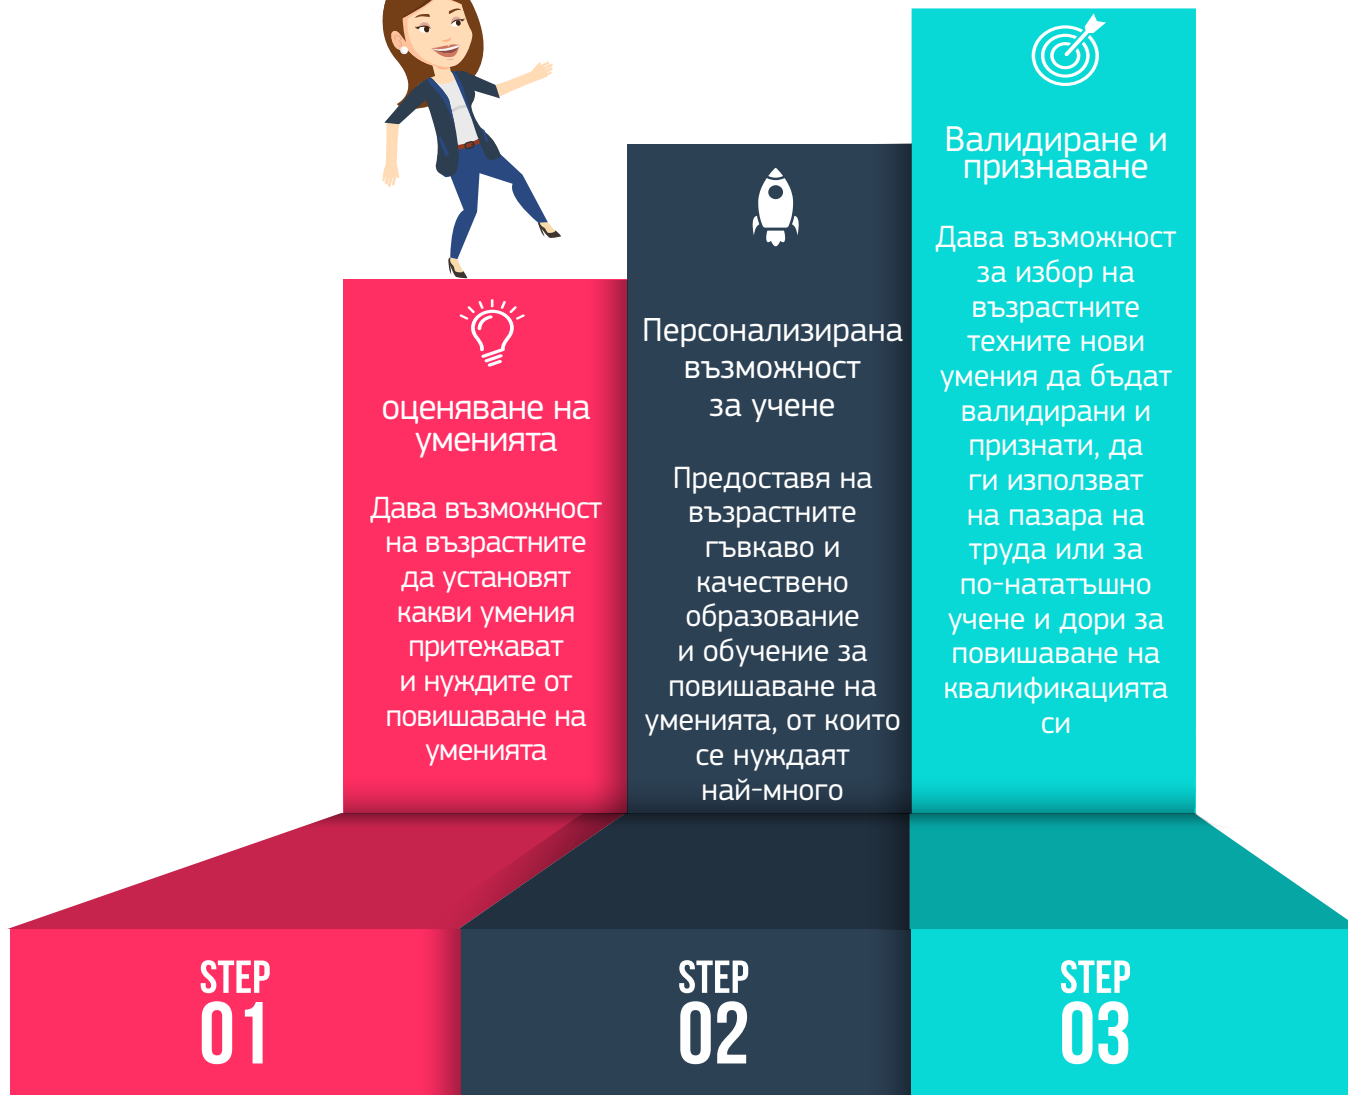 оценяване на
уменията
Дава възможност
на възрастните
да установят
какви умения
притежават
и нуждите от
повишаване на
уменията
Персонализирана
възможност
за учене
Предоставя на
възрастните
гъвкаво и
качествено
образование
и обучение за
повишаване на
уменията, от които
се нуждаят
най-много
Валидиране и
признаване
Дава възможност
за избор на
възрастните
техните нови
умения да бъдат
валидирани и
признати, да
ги използват
на пазара на
труда или за
по-нататъшно
учене и дори за
повишаване на
квалификацията
си
STEP
01
STEP
02
STEP
03